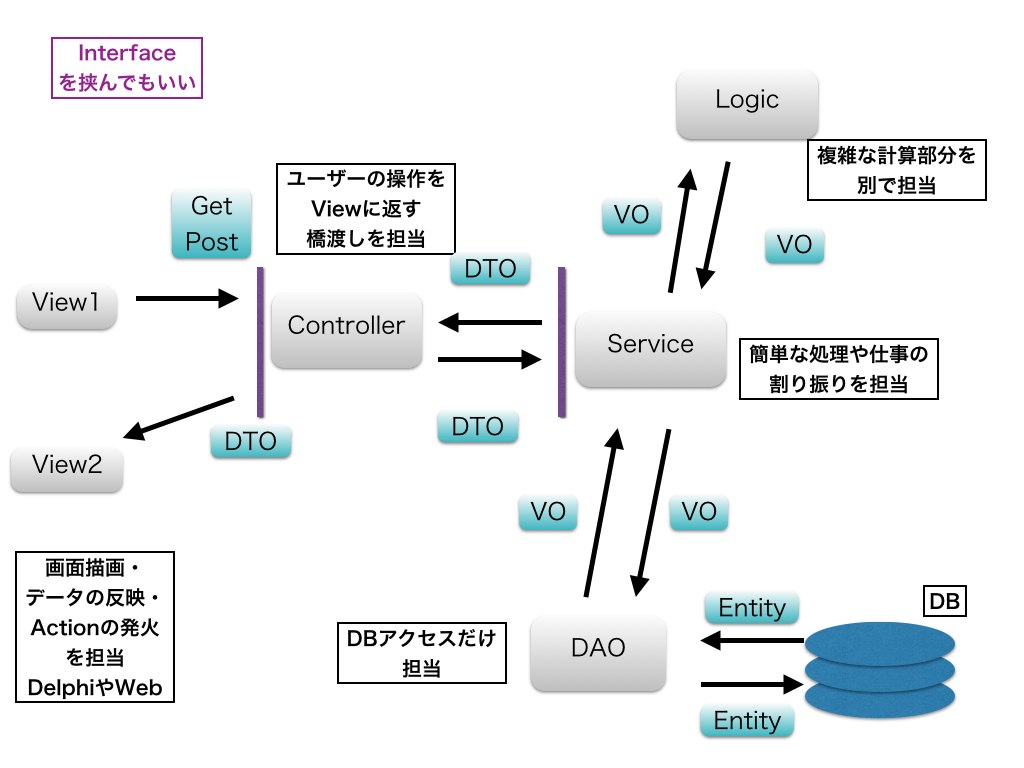 Interface
を挟んでもいい
Logic
複雑な計算部分を
別で担当
ユーザーの操作を
Viewに返す
橋渡しを担当
Get
Post
VO
VO
DTO
View1
Controller
Service
簡単な処理や仕事の
割り振りを担当
DTO
DTO
View2
VO
VO
画面描画・
データの反映・
Actionの発火
を担当
DelphiやWeb
DBアクセスだけ
担当
DAO
Entity
DB
Entity